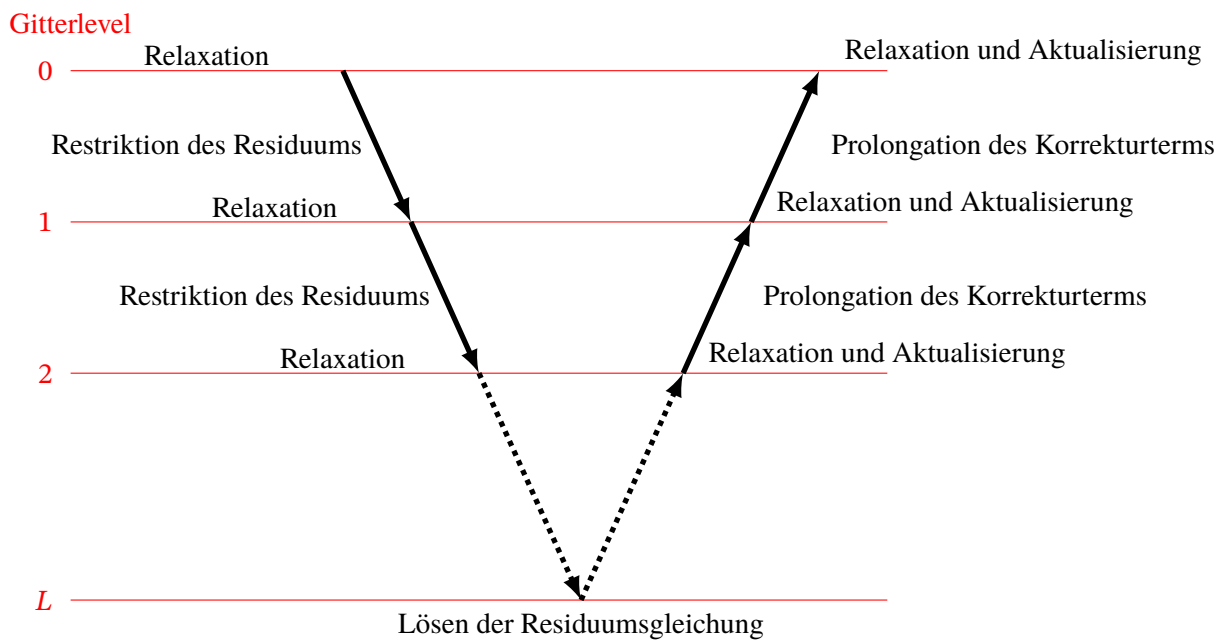 Gitterlevel
Relaxation
Relaxation und Aktualisierung
0
Restriktion des Residuums
Prolongation des Korrekturterms
1
Relaxation
Relaxation und Aktualisierung
Restriktion des Residuums
Prolongation des Korrekturterms
2
Relaxation
Relaxation und Aktualisierung
L
Lösen der Residuumsgleichung